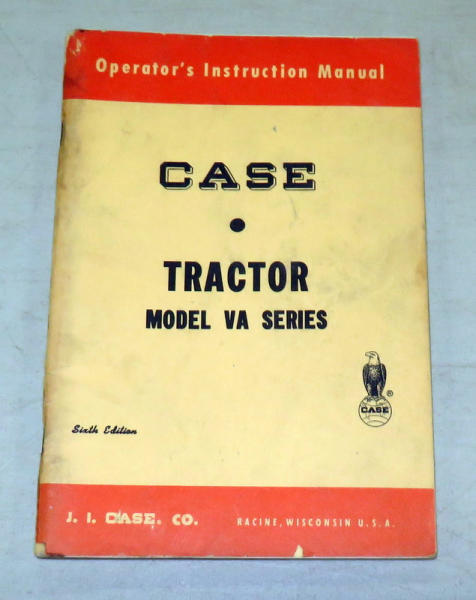 Operator's Instruction Manual
CASE
•
TRACTOR
MODEL VA SERIES
®
CASE
Sixth Edition
J. I. CASE. CO.
RACINE, WISCONSIN U.S.A.